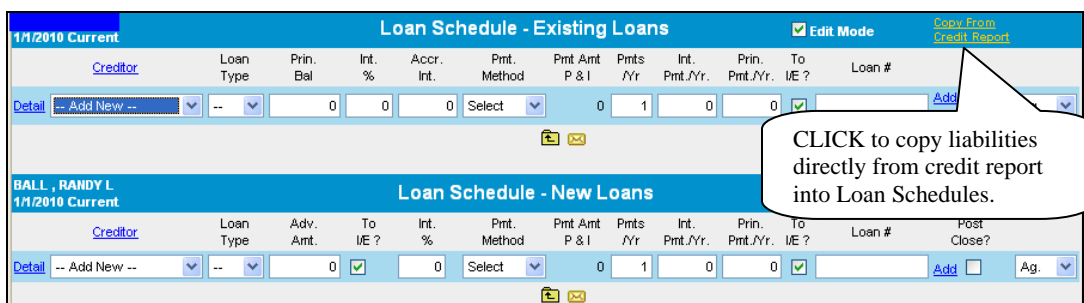 Loan Schedule - Existing Loans
1/1/2010 Current
Edit Mode
Copy From
Credit Report
Creditor
Loan Type
Prin. Bal
Int. %
Accr. Int.
Pmt. Method
Pmt Amt P & I
Pmts /Yr
Int. Pmt./Yr.
Prin. Pmt./Yr.
To I/E ?
Loan #
Detail -- Add New -- -- 0 0 0 Select 0 1 0 0 Add
CLICK to copy liabilities
directly from credit report
into Loan Schedules.
BALL , RANDY L
1/1/2010 Current
Loan Schedule - New Loans
Creditor
Loan Type
Adv. Amt.
To I/E ?
Int. %
Pmt. Method
Pmt Amt P & I
Pmts /Yr
Int. Pmt./Yr.
Prin. Pmt./Yr.
To I/E ?
Loan #
Post Close?
Detail -- Add New -- -- 0 0 Select 0 1 0 0 Add Ag.